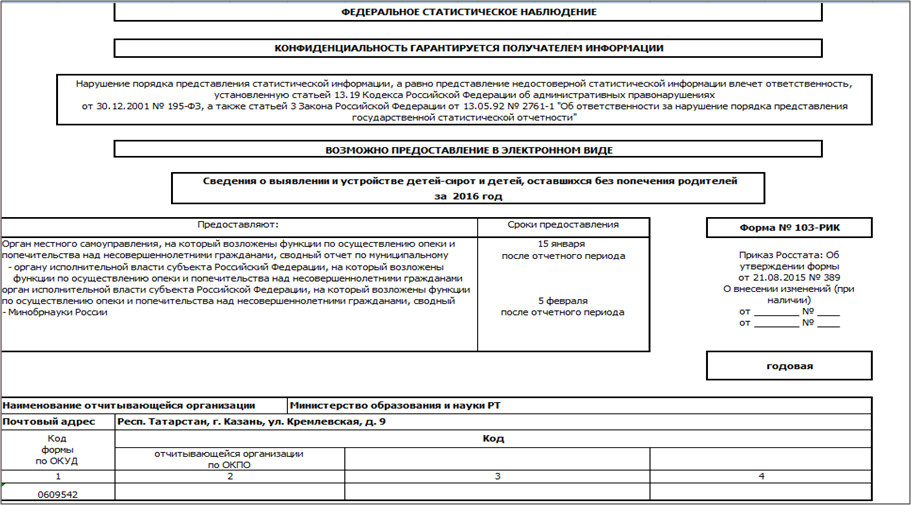 ФЕДЕРАЛЬНОЕ СТАТИСТИЧЕСКОЕ НАБЛЮДЕНИЕ
КОНФИДЕНЦИАЛЬНОСТЬ ГАРАНТИРУЕТСЯ ПОЛУЧАТЕЛЕМ ИНФОРМАЦИИ
Нарушение порядка представления статистической информации, а равно представление недостоверной статистической информации влечет ответственность,
установленную статьей 13.19 Кодекса Российской Федерации об административных правонарушениях
от 30.12.2001 № 195-ФЗ, а также статьей 3 Закона Российской Федерации от 13.05.92 № 2761-1 "Об ответственности за нарушение порядка представления
государственной статистической отчетности"
ВОЗМОЖНО ПРЕДОСТАВЛЕНИЕ В ЭЛЕКТРОННОМ ВИДЕ
Сведения о выявлении и устройстве детей-сирот и детей, оставшихся без попечения родителей
за 2016 год
Предоставляют:
Сроки предоставления
Орган местного самоуправления, на который возложены функции по осуществлению опеки и
попечительства над несовершеннолетними гражданами, сводный отчет по муниципальному
- органу исполнительной власти субъекта Российский Федерации, на который возложены
функции по осуществлению опеки и попечительства над несовершеннолетними гражданами
15 января
после отчетного периода
орган исполнительной власти субъекта Российской Федерации, на который возложены функции
по осуществлению опеки и попечительства над несовершеннолетними гражданами, сводный
- Минобрнауки России
5 февраля
после отчетного периода
Форма № 103-РИК
Приказ Росстата: Об
утверждении формы
от 21.08.2015 № 389
О внесении изменений (при
наличии)
от ________ № ____
от ________ № ____
годовая
Наименование отчитывающейся организации Министерство образования и науки РТ
Почтовый адрес Респ. Татарстан, г. Казань, ул. Кремлевская, д. 9
Код
формы
по ОКУД
Код
отчитывающейся организации
по ОКПО
1 2 3 4
0609542